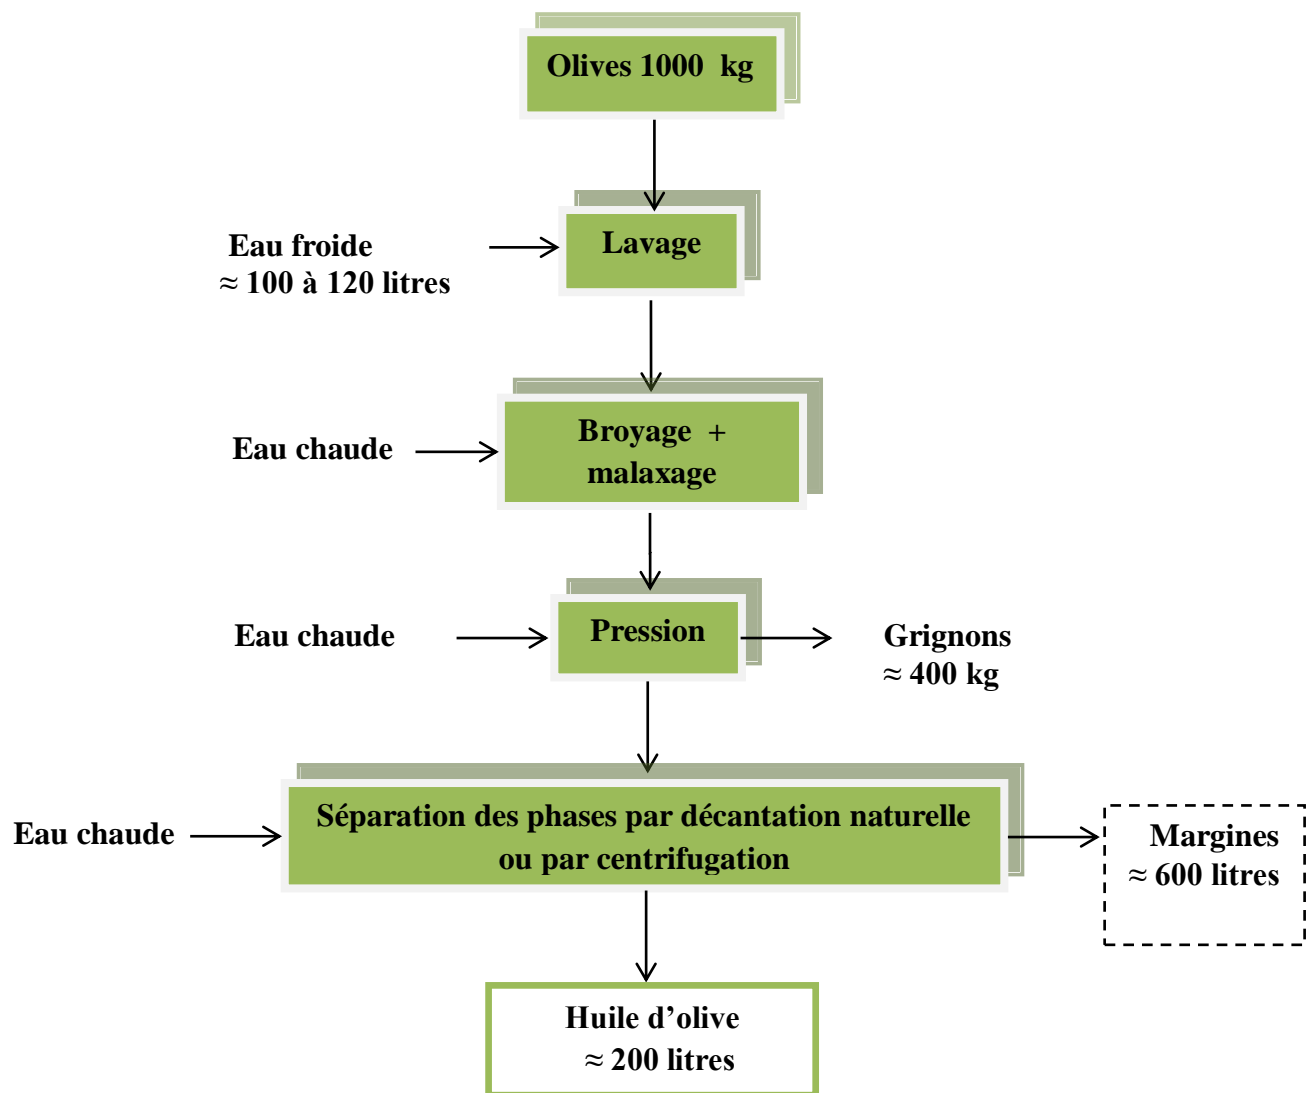 Olives 1000 kg
Lavage
Eau froide
≈ 100 à 120 litres
Broyage +
malaxage
Eau chaude
Pression
Eau chaude
Grignons
≈ 400 kg
Séparation des phases par décantation naturelle
ou par centrifugation
Eau chaude
Margines
≈ 600 litres
Huile d’olive
≈ 200 litres